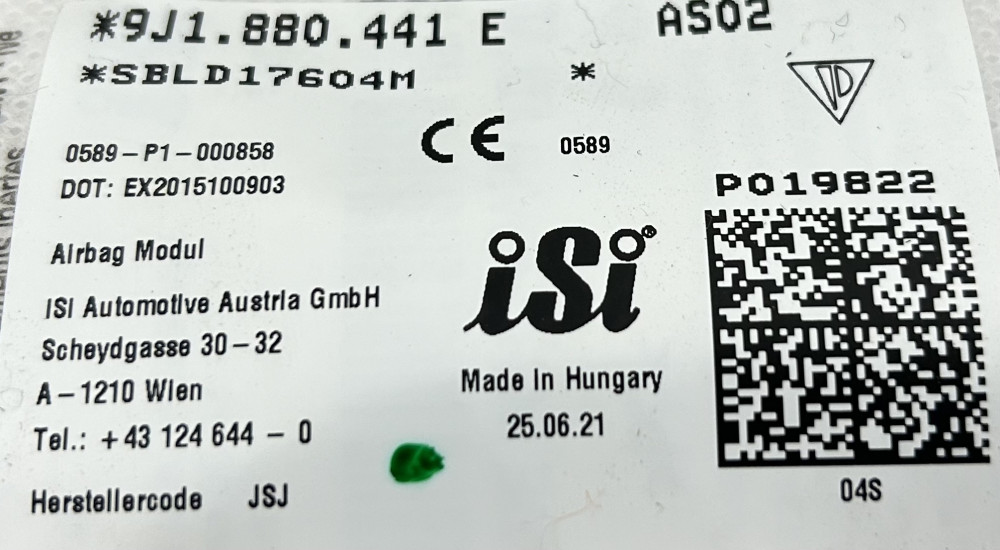 *9J1.880.441 E AS02
*SBLD17604M *
0589-P1-000858
DOT: EX2015100903
CE 0589
P019822
Airbag Modul
iSi®
ISI Automotive Austria GmbH
Scheydgasse 30-32
A-1210 Wien
Tel.: +43 124 644 - 0
Made In Hungary
25.06.21
Herstellercode JSJ
04S